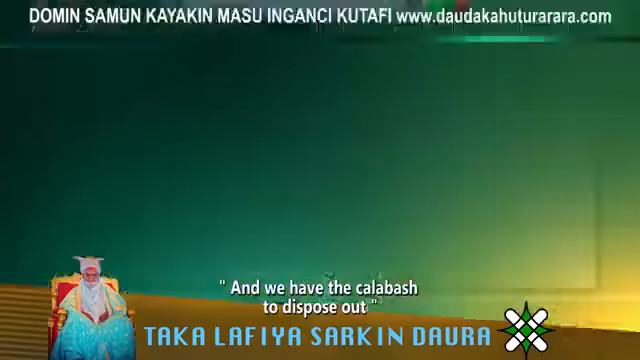 DOMIN SAMUN KAYAKIN MASU INGANCI KUTAFI www.daudakahuturarara.com
" And we have the calabash
to dispose out "
TAKA LAFIYA SARKIN DAURA